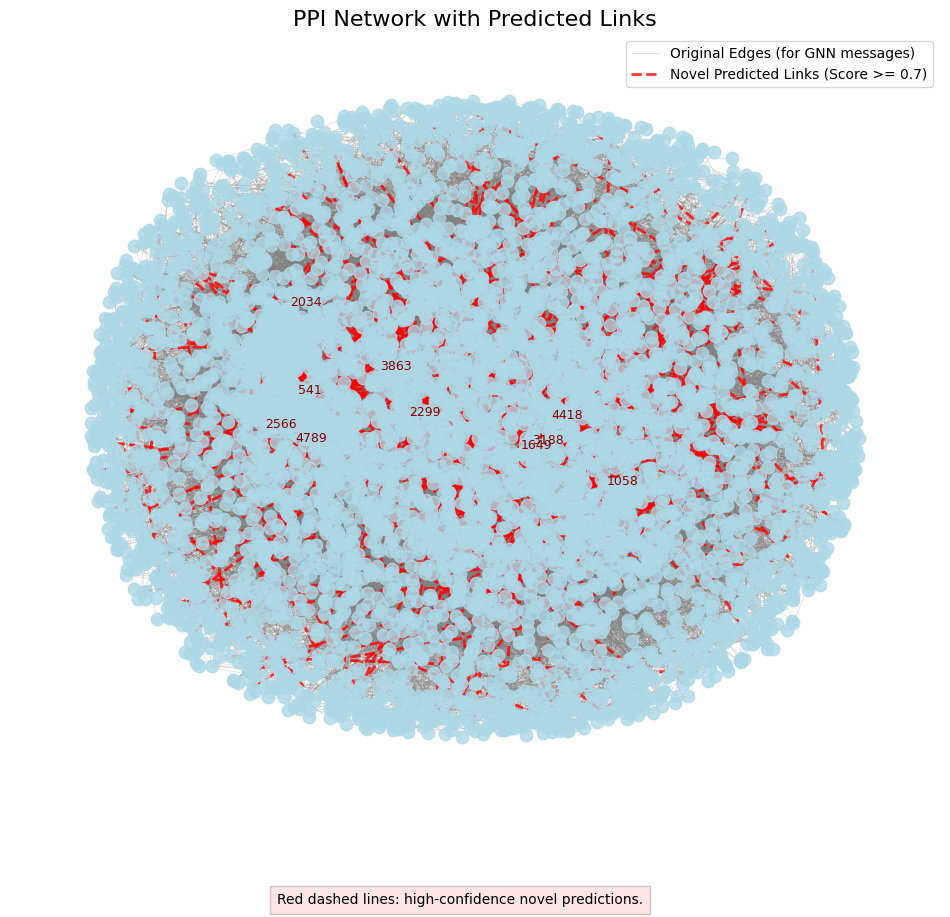 PPI Network with Predicted Links
Original Edges (for GNN messages)
Novel Predicted Links (Score >= 0.7)
2034
3863
541
2299
4418
2566
4789
3188
1649
1058
Red dashed lines: high-confidence novel predictions.